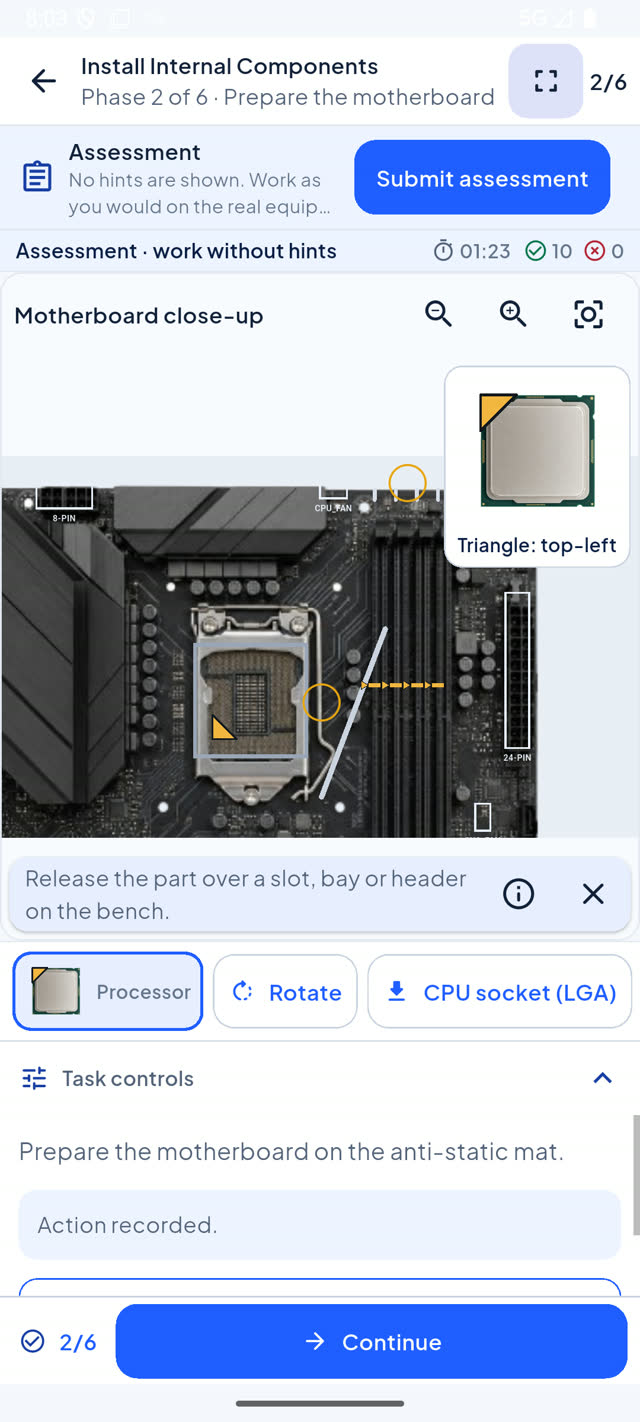 8:03
5G
Install Internal Components
Phase 2 of 6 · Prepare the motherboard
2/6
Assessment
No hints are shown. Work as
you would on the real equip…
Submit assessment
Assessment · work without hints
01:23
10
0
Motherboard close-up
Triangle: top-left
8-PIN
CPU_FAN
24-PIN
Release the part over a slot, bay or header
on the bench.
Processor
Rotate
CPU socket (LGA)
Task controls
Prepare the motherboard on the anti-static mat.
Action recorded.
2/6
Continue